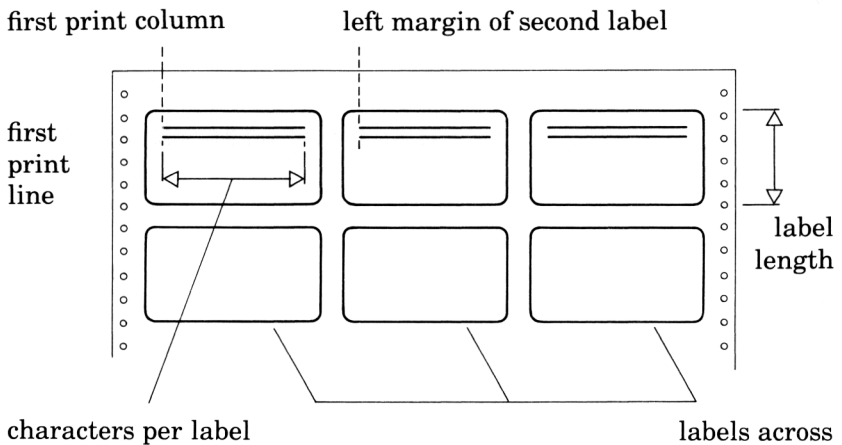 first print column
left margin of second label
first
print
line
label
length
characters per label
labels across